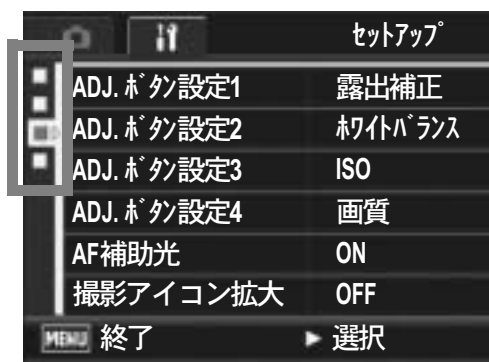 セットアップ
ADJ.ボタン設定1 露出補正
ADJ.ボタン設定2 ホワイトバランス
ADJ.ボタン設定3 ISO
ADJ.ボタン設定4 画質
AF補助光 ON
撮影アイコン拡大 OFF
MENU 終了 ▶ 選択